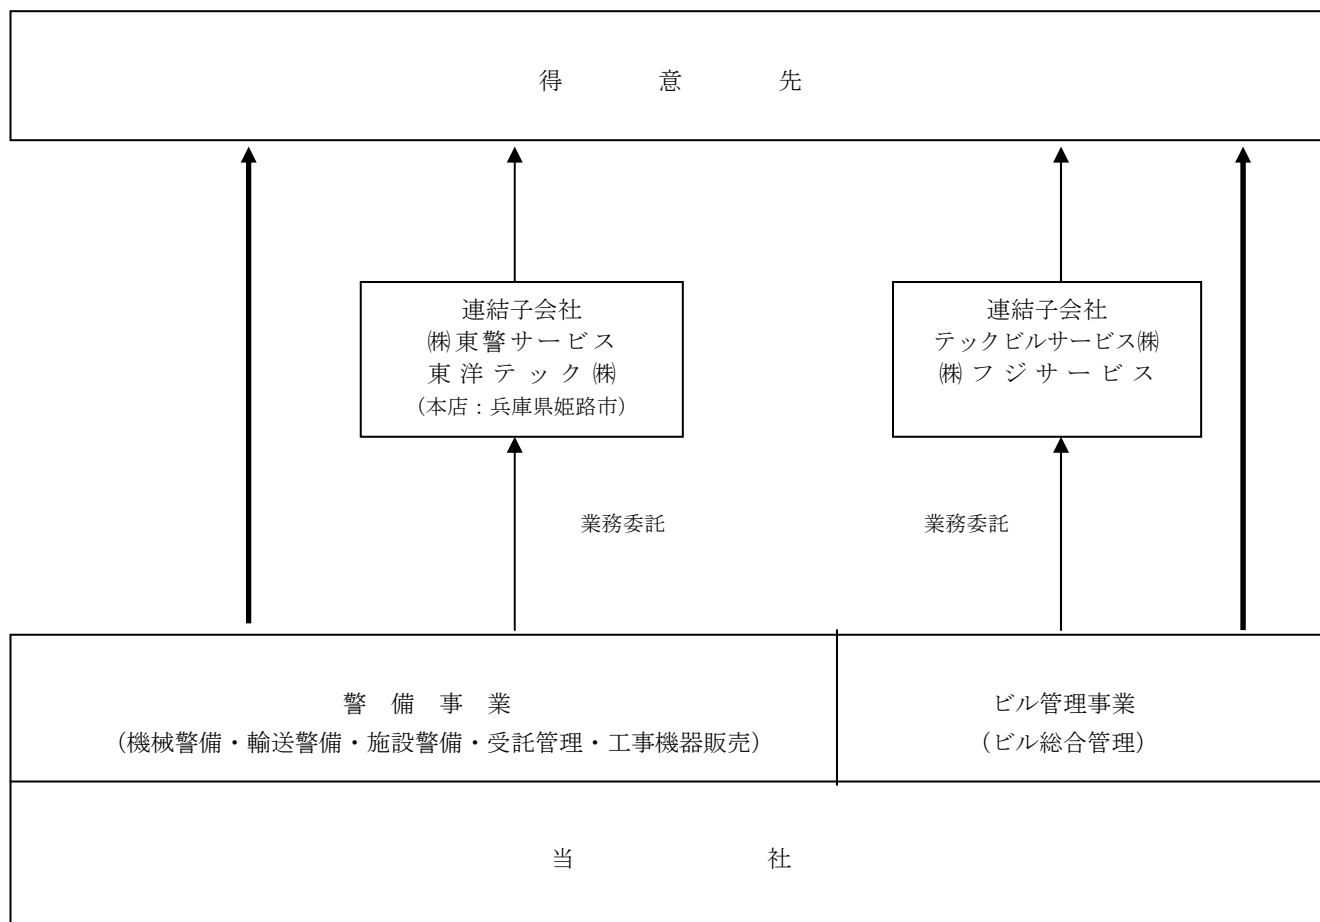 得意先
連結子会社
㈱東警サービス
東洋テック㈱
（本店：兵庫県姫路市）
連結子会社
テックビルサービス㈱
㈱フジサービス
業務委託
業務委託
警備事業
（機械警備・輸送警備・施設警備・受託管理・工事機器販売）
ビル管理事業
（ビル総合管理）
当社